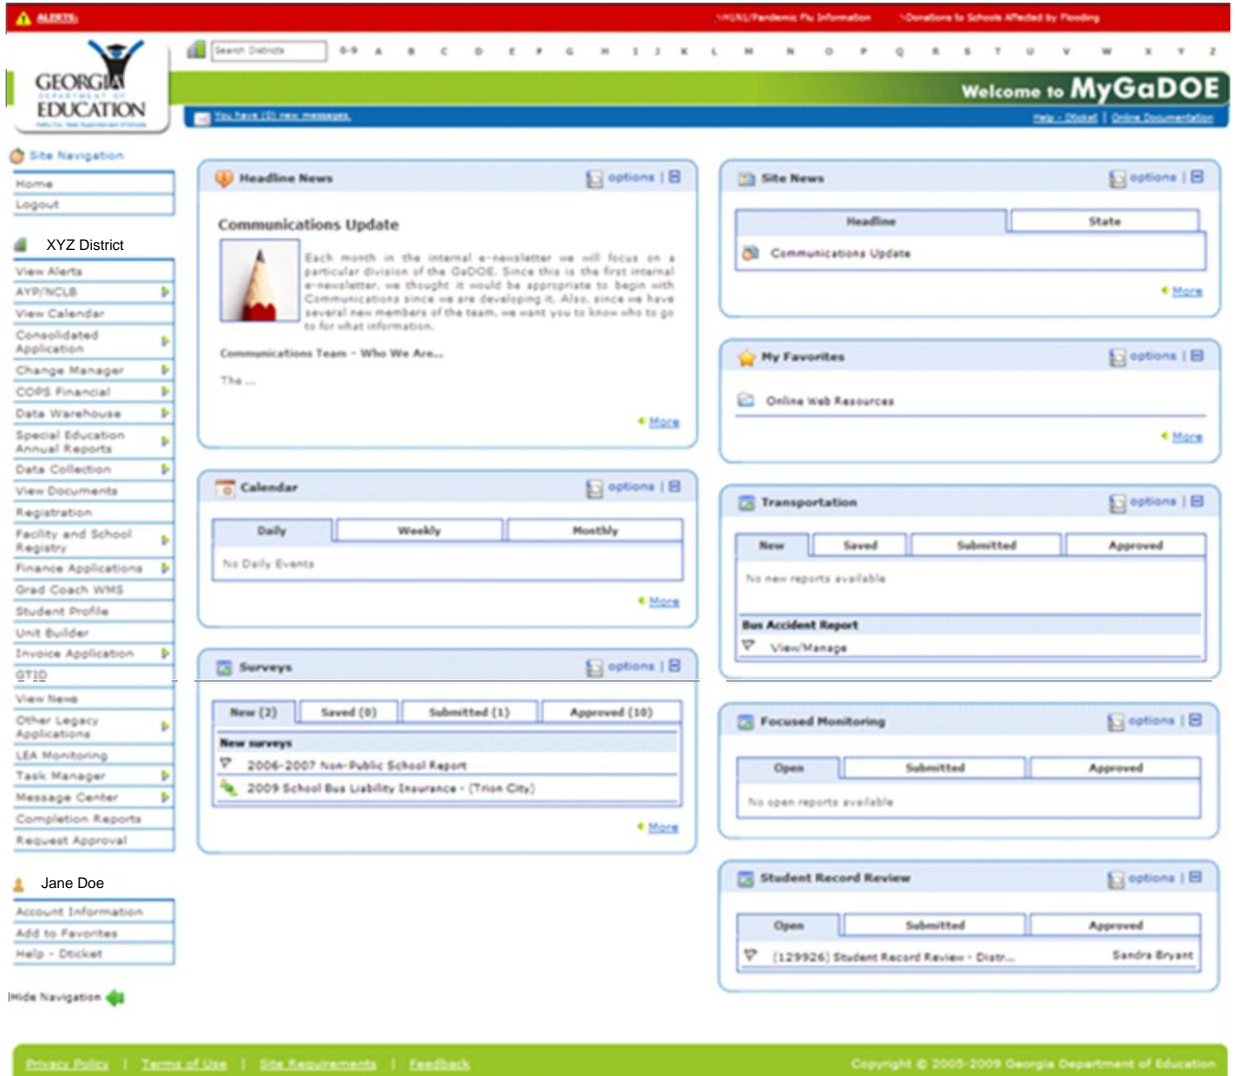 ALERTS:
H1N1/Pandemic Flu Information
Donations to Schools Affected by Flooding
GEORGIA
DEPARTMENT OF
EDUCATION
Search Districts
0-9 A B C D E F G H I J K L M N O P Q R S T U V W X Y Z
Welcome to MyGaDOE
You have (0) new messages.
Help - Dticket | Online Documentation
Site Navigation
Home
Logout
XYZ District
View Alerts
AYP/NCLB
View Calendar
Consolidated
Application
Change Manager
COPS Financial
Data Warehouse
Special Education
Annual Reports
Data Collection
View Documents
Registration
Facility and School
Registry
Finance Applications
Grad Coach WMS
Student Profile
Unit Builder
Invoice Application
GTID
View News
Other Legacy
Applications
LEA Monitoring
Task Manager
Message Center
Completion Reports
Request Approval
Jane Doe
Account Information
Add to Favorites
Help - Dticket
Hide Navigation
Headline News
options |
Communications Update
Each month in the internal e-newsletter we will focus on a
particular division of the GaDOE. Since this is the first internal
e-newsletter, we thought it would be appropriate to begin with
Communications since we are developing it. Also, since we have
several new members of the team, we want you to know who to go
to for what information.
Communications Team - Who We Are...
The ...
More
Calendar
options |
Daily Weekly Monthly
No Daily Events
More
Surveys
options |
New (2) Saved (0) Submitted (1) Approved (10)
New surveys
2006-2007 Non-Public School Report
2009 School Bus Liability Insurance - (Trion City)
More
Site News
options |
Headline State
Communications Update
More
My Favorites
options |
Online Web Resources
More
Transportation
options |
New Saved Submitted Approved
No new reports available
Bus Accident Report
View/Manage
Focused Monitoring
options |
Open Submitted Approved
No open reports available
Student Record Review
options |
Open Submitted Approved
(129926) Student Record Review - Distr... Sandra Bryant
Privacy Policy | Terms of Use | Site Requirements | Feedback
Copyright © 2005-2009 Georgia Department of Education